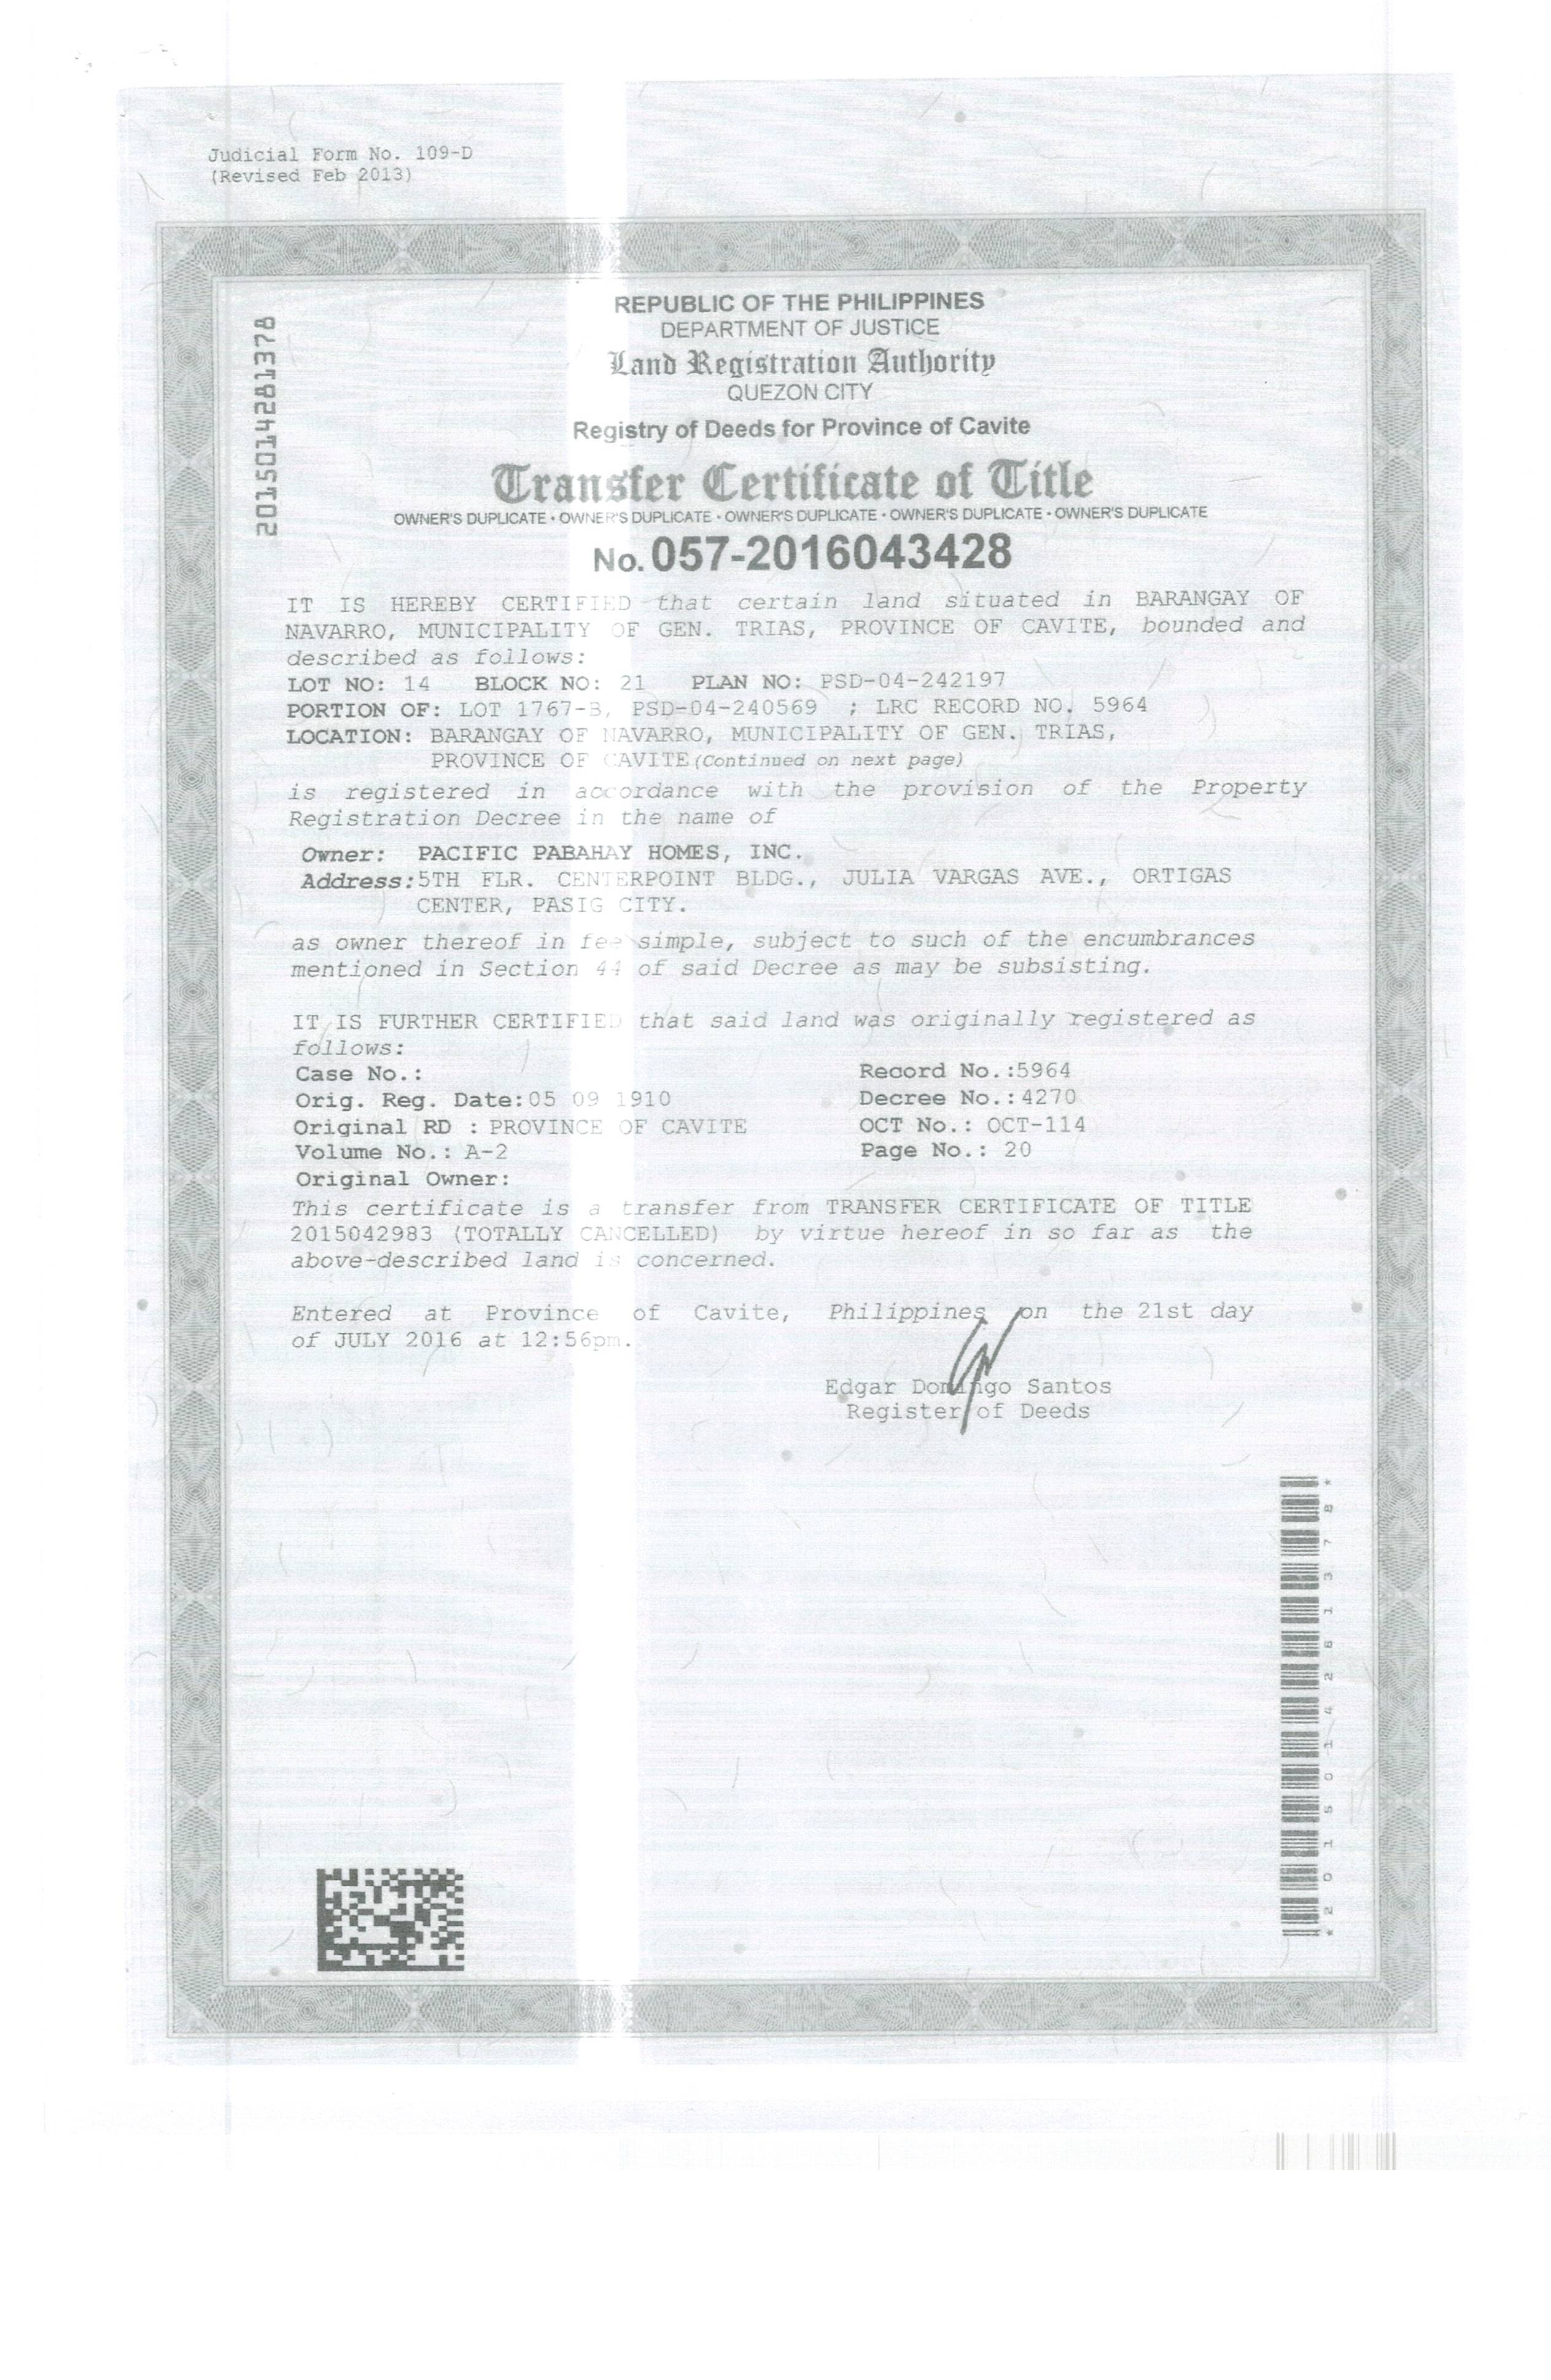 Judicial Form No. 109-D
(Revised Feb 2013)
2015014281378
REPUBLIC OF THE PHILIPPINES
DEPARTMENT OF JUSTICE
Land Registration Authority
QUEZON CITY
Registry of Deeds for Province of Cavite
Transfer Certificate of Title
OWNER'S DUPLICATE • OWNER'S DUPLICATE • OWNER'S DUPLICATE • OWNER'S DUPLICATE • OWNER'S DUPLICATE
No. 057-2016043428
IT IS HEREBY CERTIFIED that certain land situated in BARANGAY OF
NAVARRO, MUNICIPALITY OF GEN. TRIAS, PROVINCE OF CAVITE, bounded and
described as follows:
LOT NO: 14 BLOCK NO: 21 PLAN NO: PSD-04-242197
PORTION OF: LOT 1767-B, PSD-04-240569 ; LRC RECORD NO. 5964
LOCATION: BARANGAY OF NAVARRO, MUNICIPALITY OF GEN. TRIAS,
PROVINCE OF CAVITE (Continued on next page)
is registered in accordance with the provision of the Property
Registration Decree in the name of
Owner: PACIFIC PABAHAY HOMES, INC.
Address: 5TH FLR. CENTERPOINT BLDG., JULIA VARGAS AVE., ORTIGAS
CENTER, PASIG CITY.
as owner thereof in fee simple, subject to such of the encumbrances
mentioned in Section 44 of said Decree as may be subsisting.
IT IS FURTHER CERTIFIED that said land was originally registered as
follows:
Case No.: Record No.:5964
Orig. Reg. Date:05 09 1910 Decree No.:4270
Original RD : PROVINCE OF CAVITE OCT No.: OCT-114
Volume No.: A-2 Page No.: 20
Original Owner:
This certificate is a transfer from TRANSFER CERTIFICATE OF TITLE
2015042983 (TOTALLY CANCELLED) by virtue hereof in so far as the
above-described land is concerned.
Entered at Province of Cavite, Philippines on the 21st day
of JULY 2016 at 12:56pm.
Edgar Domingo Santos
Register of Deeds
*2015014281378*